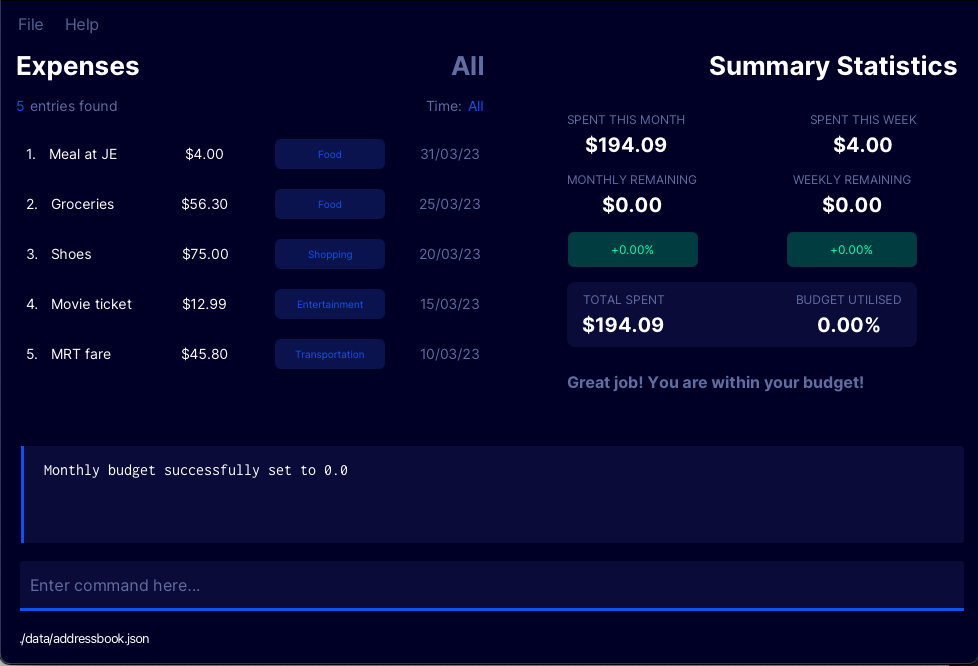 File Help
Expenses All
5 entries found Time: All
1. Meal at JE $4.00 Food 31/03/23
2. Groceries $56.30 Food 25/03/23
3. Shoes $75.00 Shopping 20/03/23
4. Movie ticket $12.99 Entertainment 15/03/23
5. MRT fare $45.80 Transportation 10/03/23
Summary Statistics
SPENT THIS MONTH SPENT THIS WEEK
$194.09 $4.00
MONTHLY REMAINING WEEKLY REMAINING
$0.00 $0.00
+0.00% +0.00%
TOTAL SPENT BUDGET UTILISED
$194.09 0.00%
Great job! You are within your budget!
Monthly budget successfully set to 0.0
Enter command here...
./data/addressbook.json